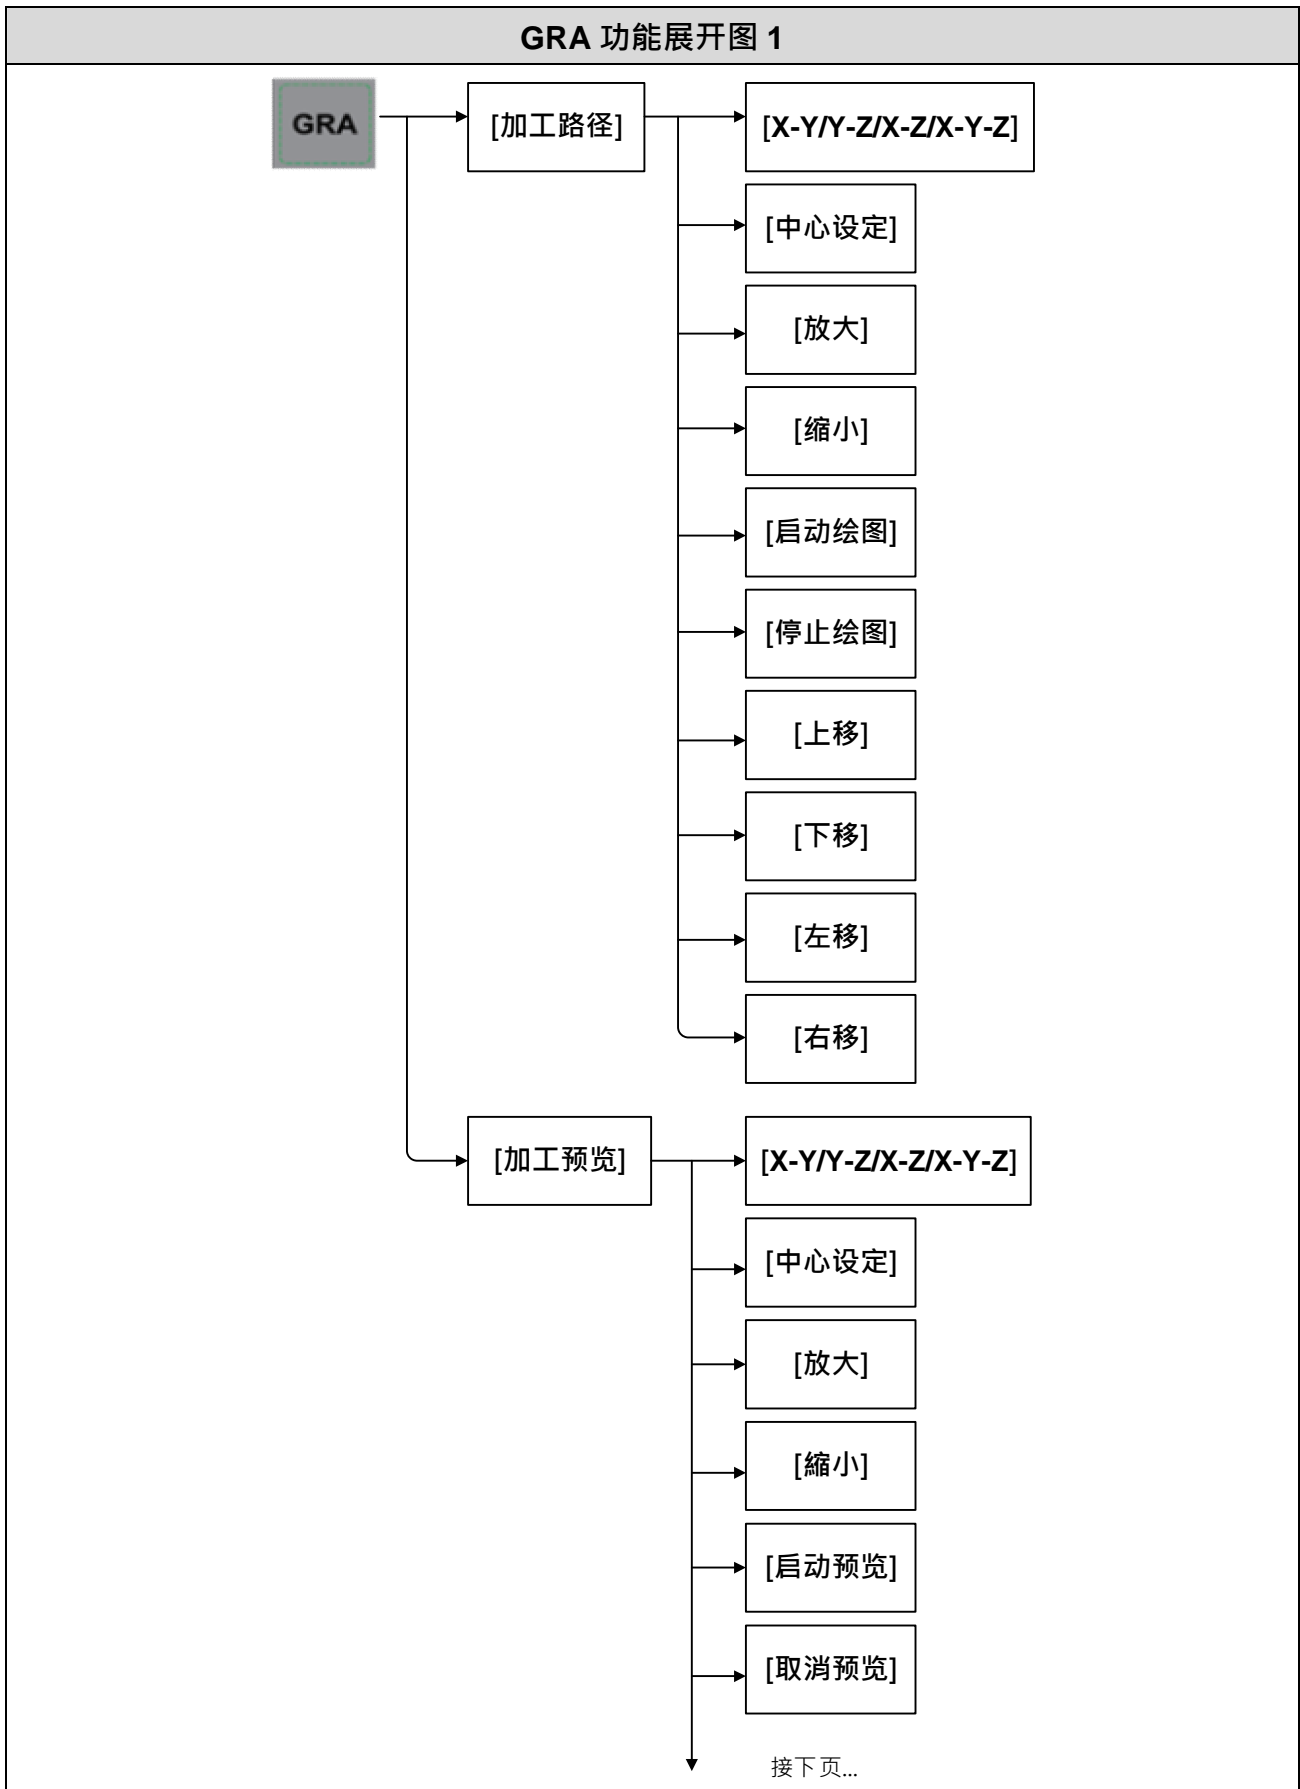 GRA 功能展开图 1
GRA
[加工路径]
[X-Y/Y-Z/X-Z/X-Y-Z]
[中心设定]
[放大]
[缩小]
[启动绘图]
[停止绘图]
[上移]
[下移]
[左移]
[右移]
[加工预览]
[X-Y/Y-Z/X-Z/X-Y-Z]
[中心设定]
[放大]
[縮小]
[启动预览]
[取消预览]
接下页...